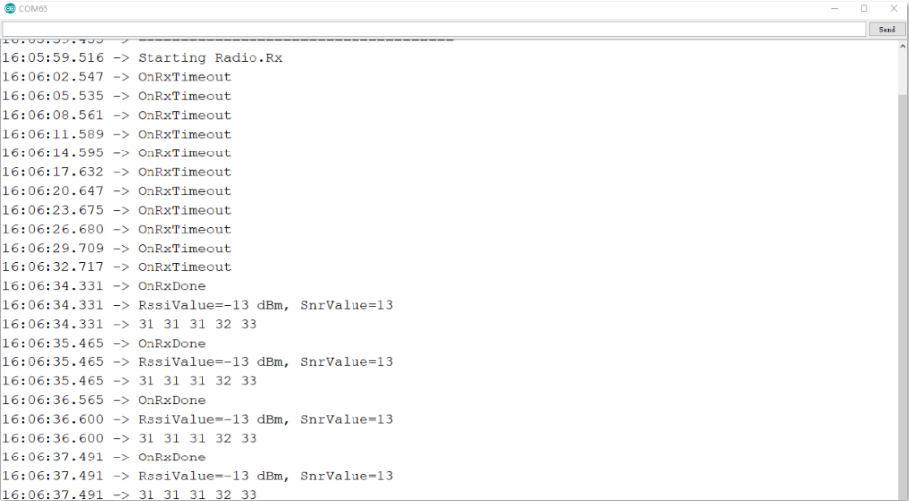 COM65
Send
16:05:59.453 -> =====================================
16:05:59.516 -> Starting Radio.Rx
16:06:02.547 -> OnRxTimeout
16:06:05.535 -> OnRxTimeout
16:06:08.561 -> OnRxTimeout
16:06:11.589 -> OnRxTimeout
16:06:14.595 -> OnRxTimeout
16:06:17.632 -> OnRxTimeout
16:06:20.647 -> OnRxTimeout
16:06:23.675 -> OnRxTimeout
16:06:26.680 -> OnRxTimeout
16:06:29.709 -> OnRxTimeout
16:06:32.717 -> OnRxTimeout
16:06:34.331 -> OnRxDone
16:06:34.331 -> RssiValue=-13 dBm, SnrValue=13
16:06:34.331 -> 31 31 31 32 33
16:06:35.465 -> OnRxDone
16:06:35.465 -> RssiValue=-13 dBm, SnrValue=13
16:06:35.465 -> 31 31 31 32 33
16:06:36.565 -> OnRxDone
16:06:36.600 -> RssiValue=-13 dBm, SnrValue=13
16:06:36.600 -> 31 31 31 32 33
16:06:37.491 -> OnRxDone
16:06:37.491 -> RssiValue=-13 dBm, SnrValue=13
16:06:37.491 -> 31 31 31 32 33